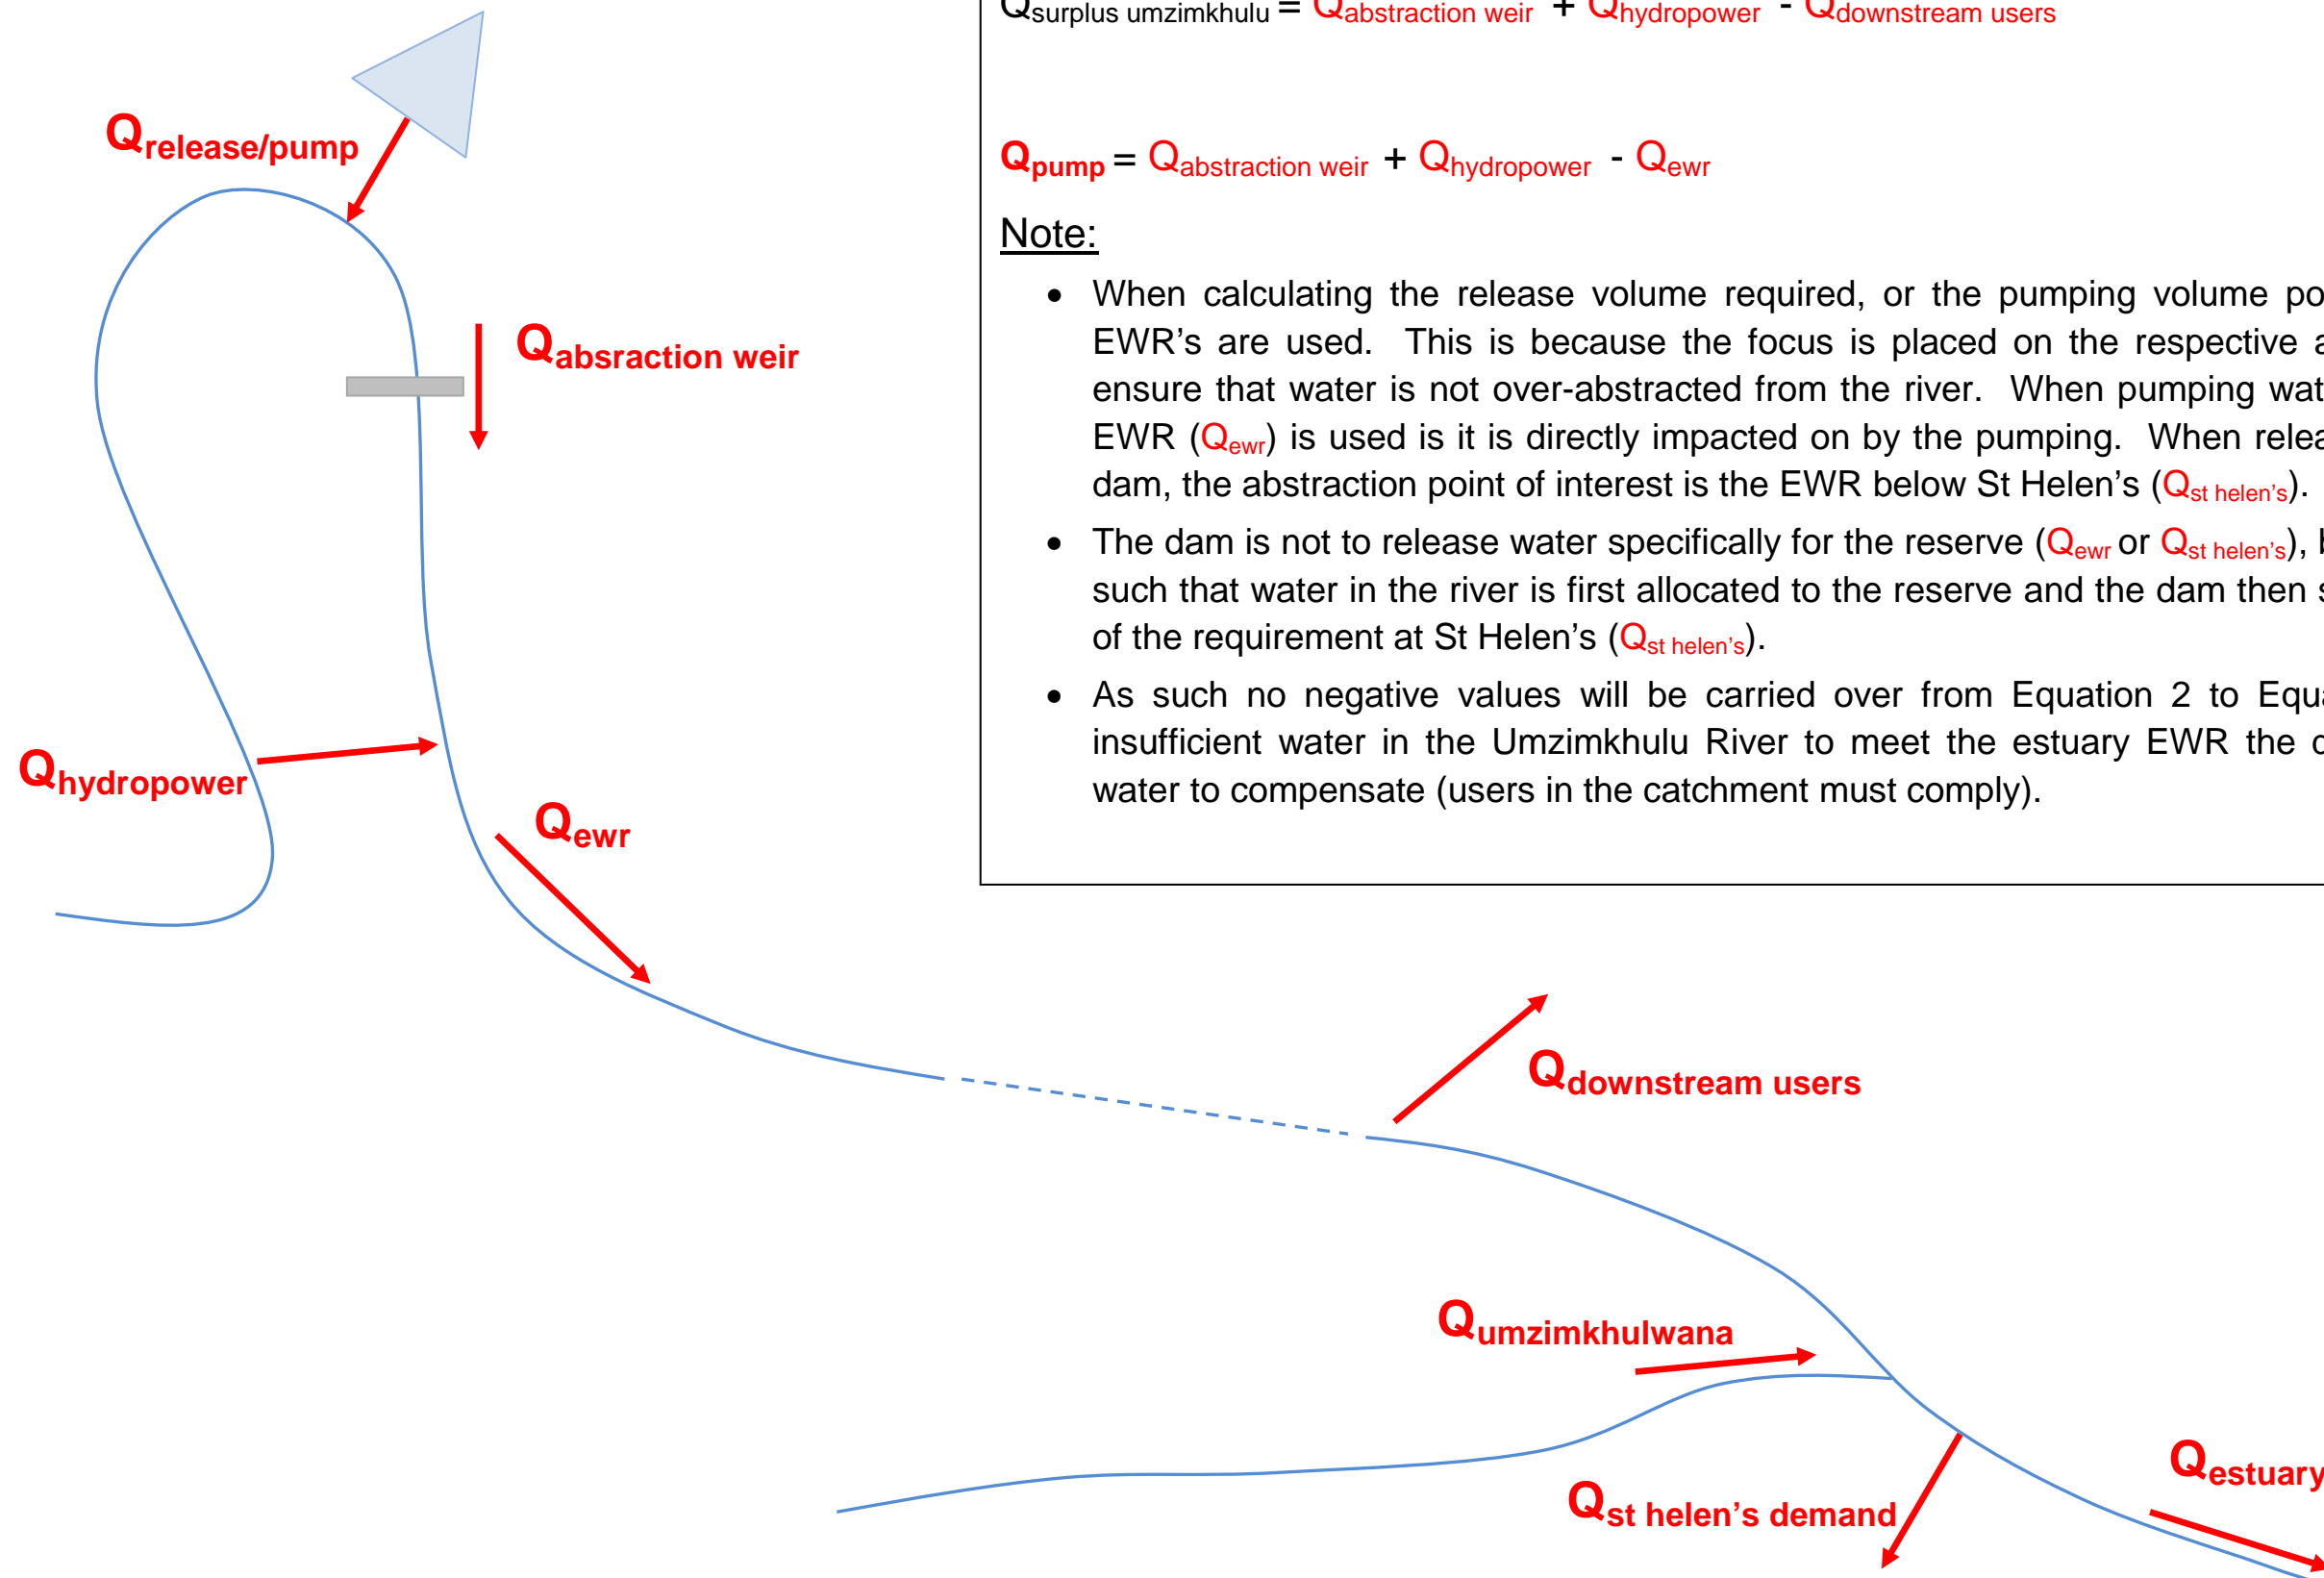 Qsurplus umzimkhulu = Qabstraction weir + Qhydropower - Qdownstream users
Qpump = Qabstraction weir + Qhydropower - Qewr
Note:
• When calculating the release volume required, or the pumping volume
EWR's are used. This is because the focus is placed on the respective
ensure that water is not over-abstracted from the river. When pumping
EWR (Qewr) is used is it is directly impacted on by the pumping. When
dam, the abstraction point of interest is the EWR below St Helen's (Qst helen's).
• The dam is not to release water specifically for the reserve (Qewr or Qst helen's),
such that water in the river is first allocated to the reserve and the dam then
of the requirement at St Helen's (Qst helen's).
• As such no negative values will be carried over from Equation 2 to
insufficient water in the Umzimkhulu River to meet the estuary EWR the
water to compensate (users in the catchment must comply).
Qrelease/pump
Qabsraction weir
Qhydropower
Qewr
Qdownstream users
Qumzimkhulwana
Qst helen's demand
Qestuary